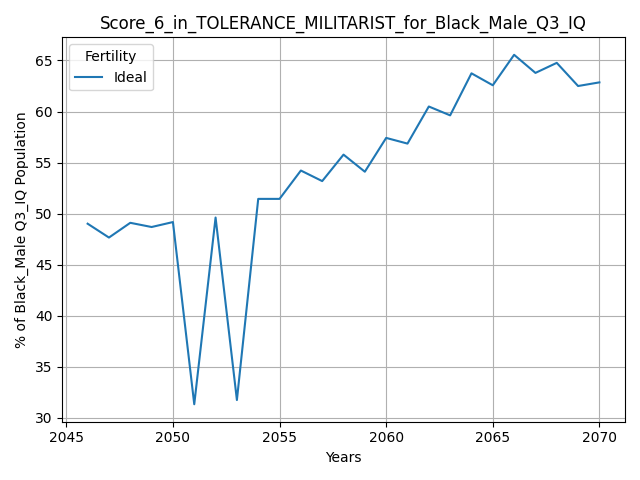 Score_6_in_TOLERANCE_MILITARIST_for_Black_Male_Q3_IQ
Fertility
Ideal
% of Black_Male Q3_IQ Population
65
60
55
50
45
40
35
30
2045
2050
2055
2060
2065
2070
Years